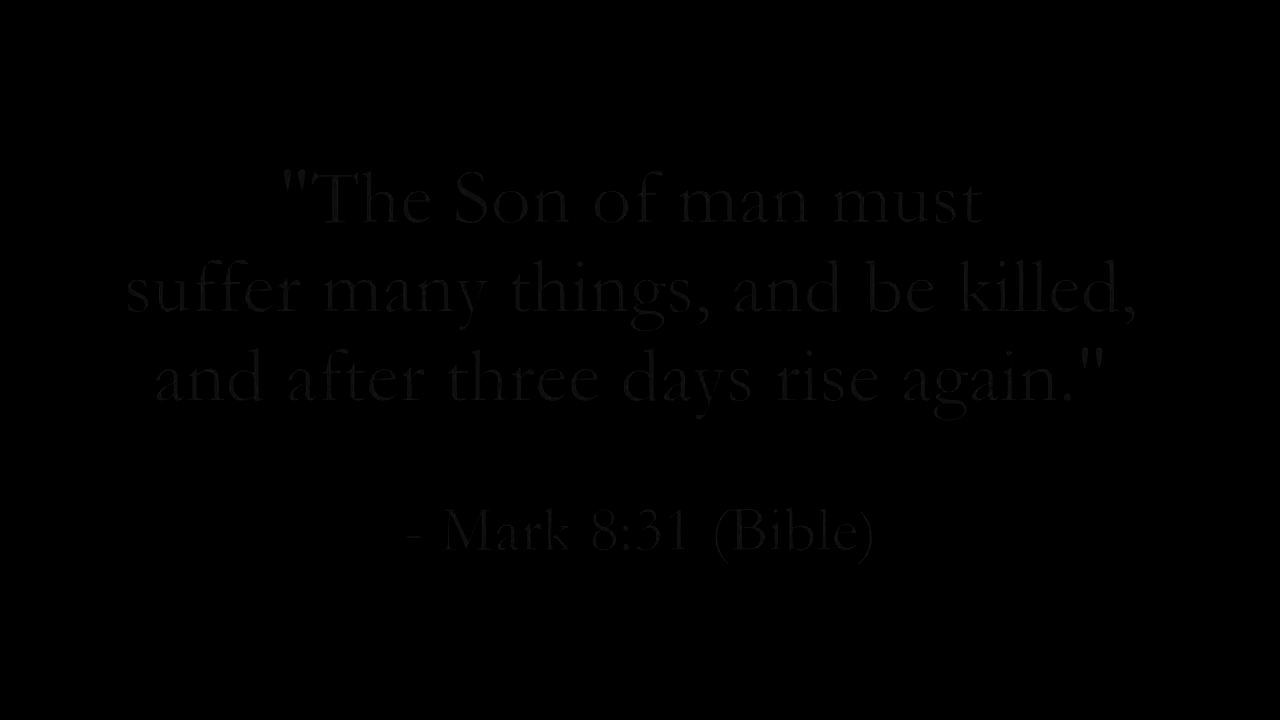 "The Son of man must
suffer many things, and be killed,
and after three days rise again."
- Mark 8:31 (Bible)